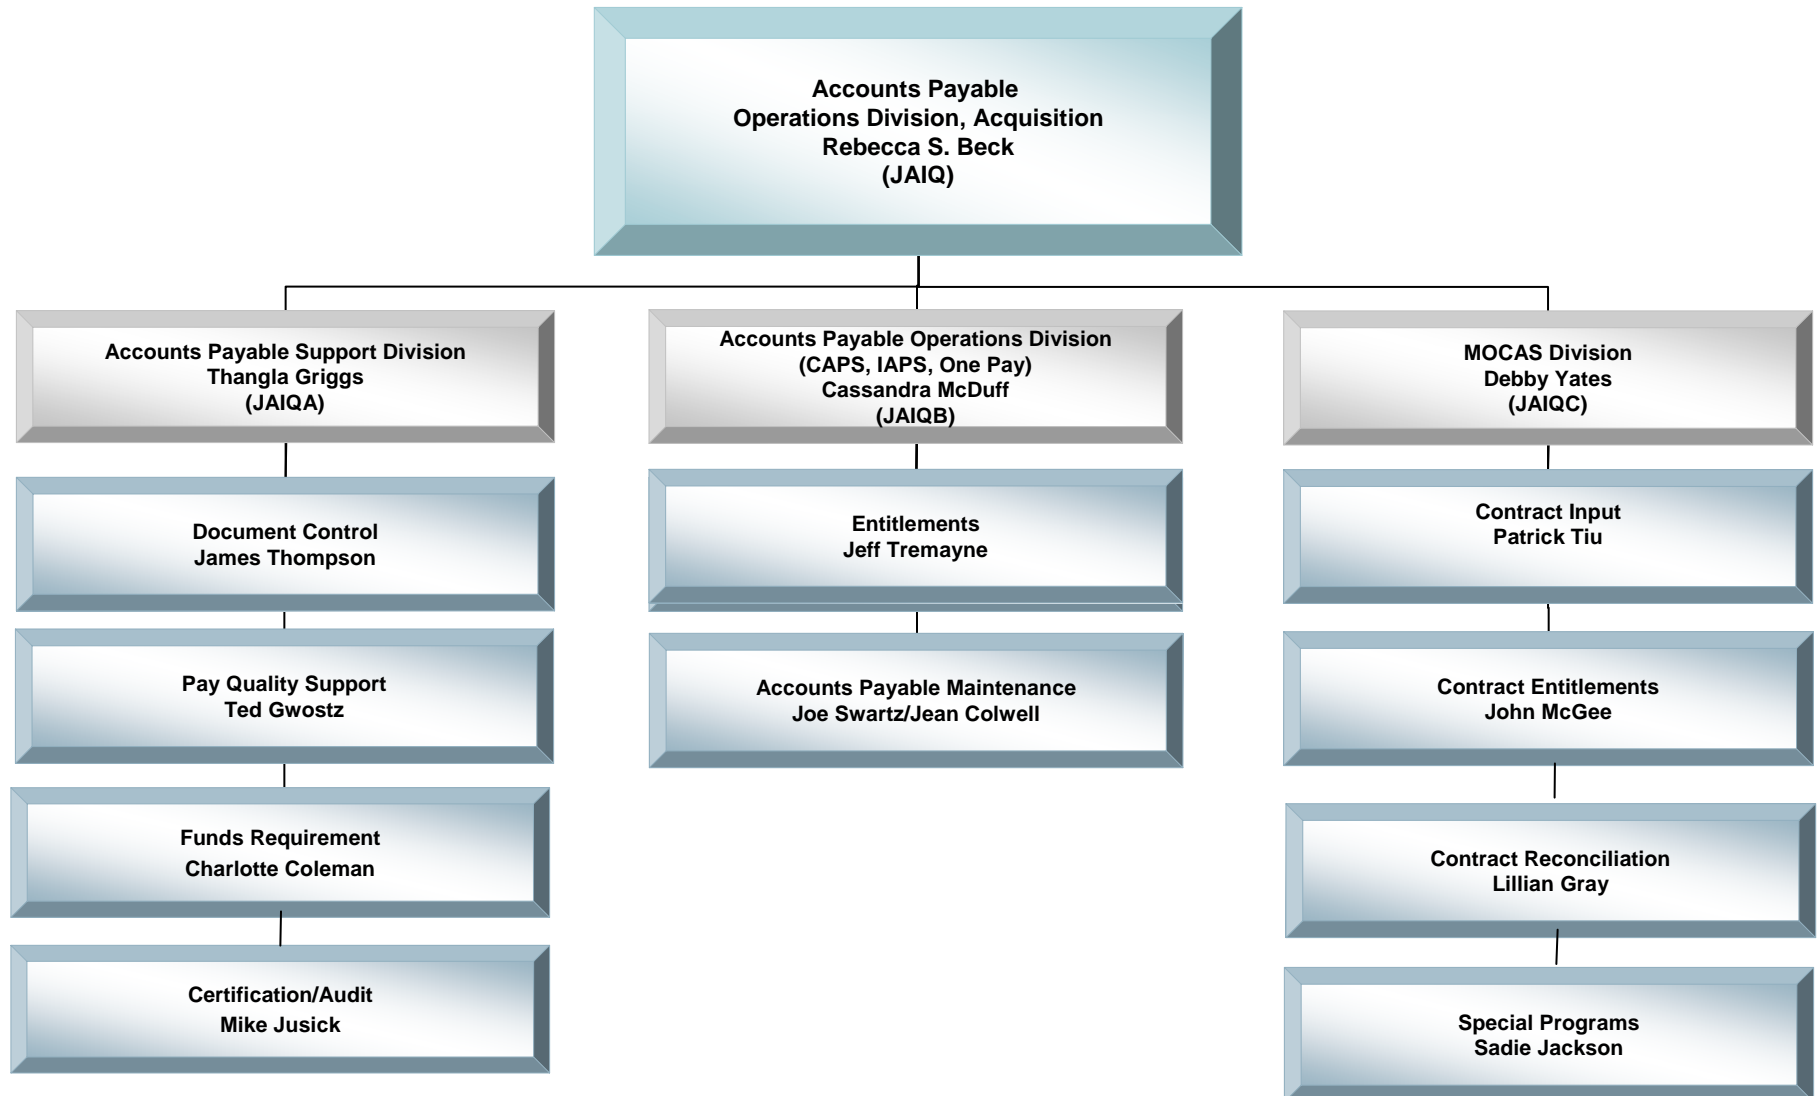 Accounts Payable
Operations Division, Acquisition
Rebecca S. Beck
(JAIQ)
Accounts Payable Support Division
Thangla Griggs
(JAIQA)
Accounts Payable Operations Division
(CAPS, IAPS, One Pay)
Cassandra McDuff
(JAIQB)
MOCAS Division
Debby Yates
(JAIQC)
Document Control
James Thompson
Entitlements
Jeff Tremayne
Contract Input
Patrick Tiu
Pay Quality Support
Ted Gwostz
Accounts Payable Maintenance
Joe Swartz/Jean Colwell
Contract Entitlements
John McGee
Funds Requirement
Charlotte Coleman
Contract Reconciliation
Lillian Gray
Certification/Audit
Mike Jusick
Special Programs
Sadie Jackson